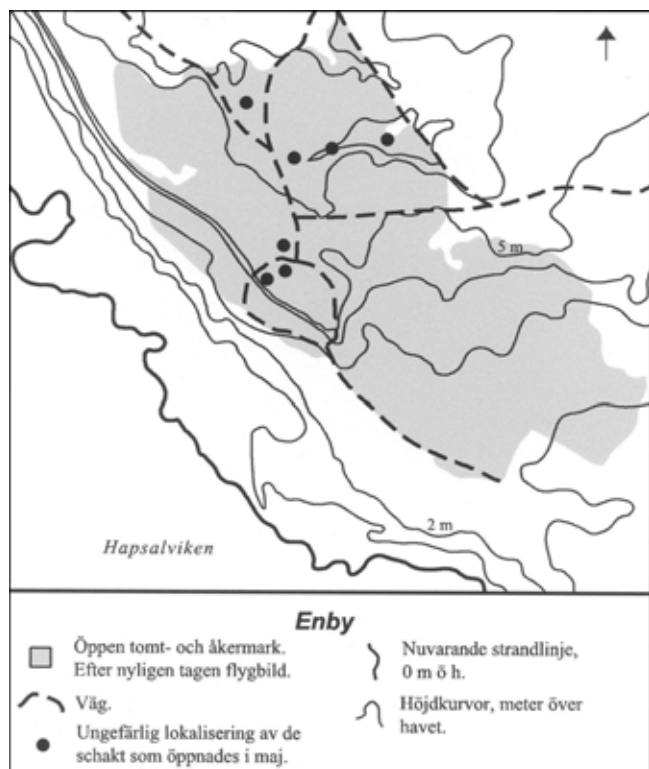 5 m
2 m
Hapsalviken
Enby
Öppen tomt- och åkermark.
Efter nyligen tagen flygbild.
Väg.
Ungefärlig lokalisering av de
schakt som öppnades i maj.
Nuvarande strandlinje,
0 m ö h.
Höjdkurvor, meter över
havet.